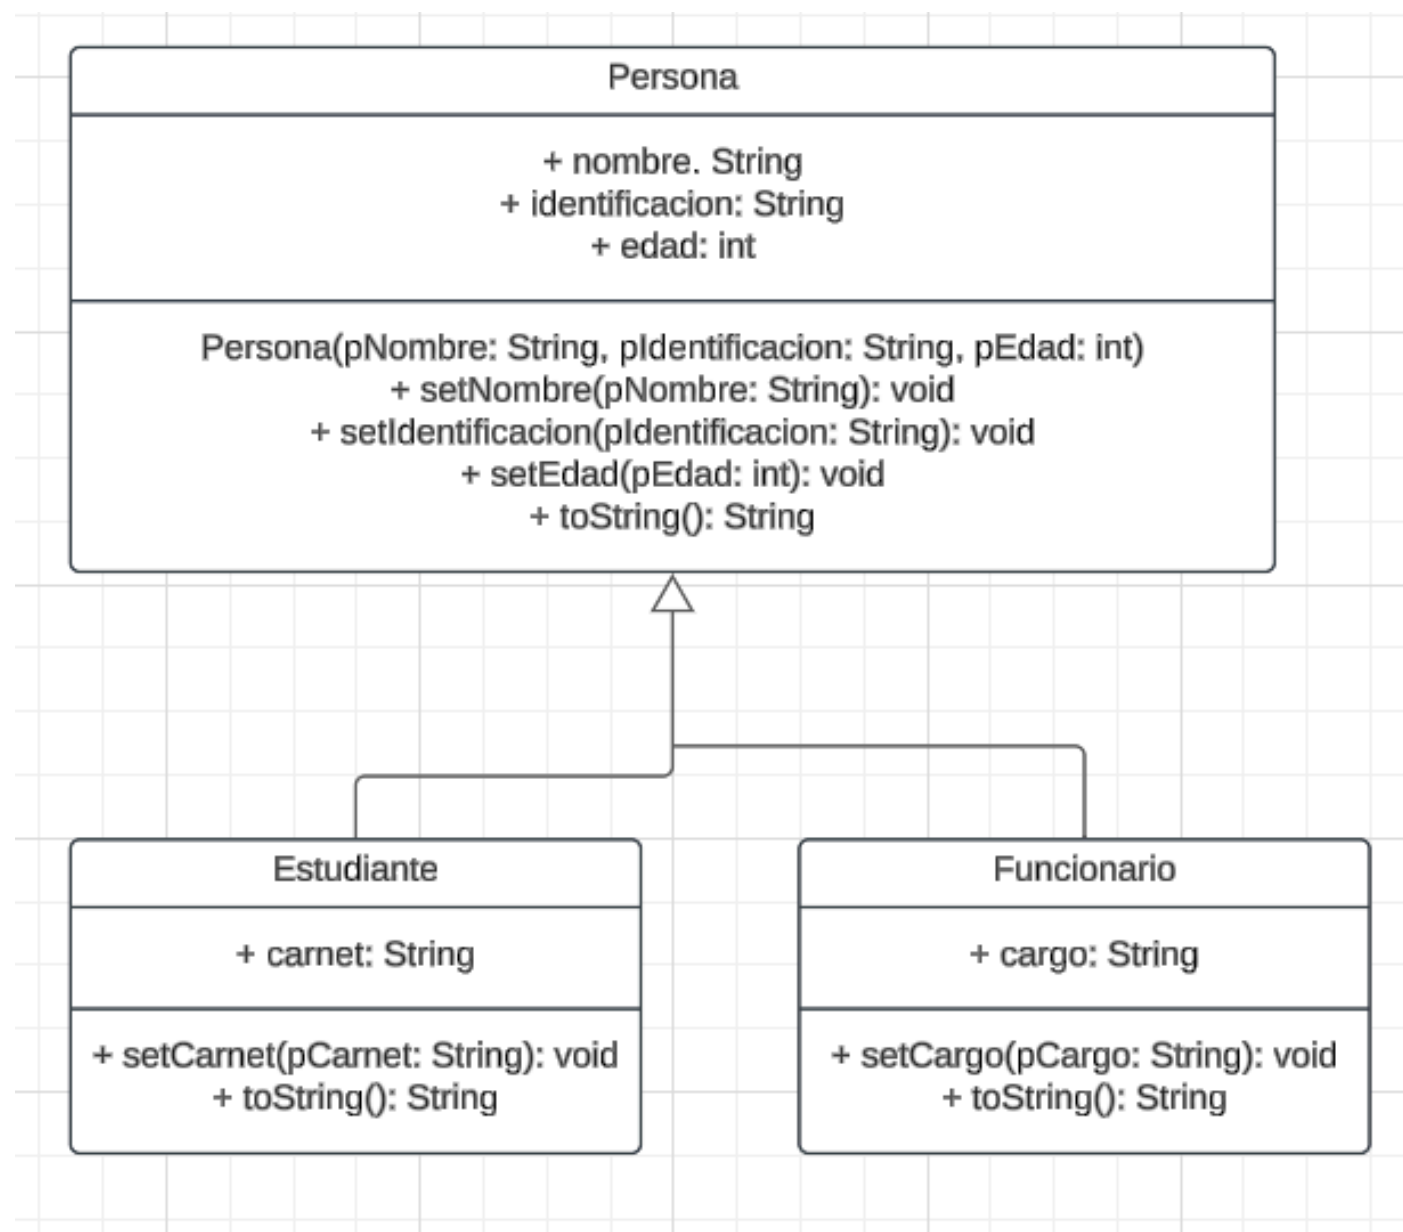 Persona
+ nombre. String
+ identificacion: String
+ edad: int
Persona(pNombre: String, pIdentificacion: String, pEdad: int)
+ setNombre(pNombre: String): void
+ setIdentificacion(pIdentificacion: String): void
+ setEdad(pEdad: int): void
+ toString(): String
Estudiante
+ carnet: String
+ setCarnet(pCarnet: String): void
+ toString(): String
Funcionario
+ cargo: String
+ setCargo(pCargo: String): void
+ toString(): String